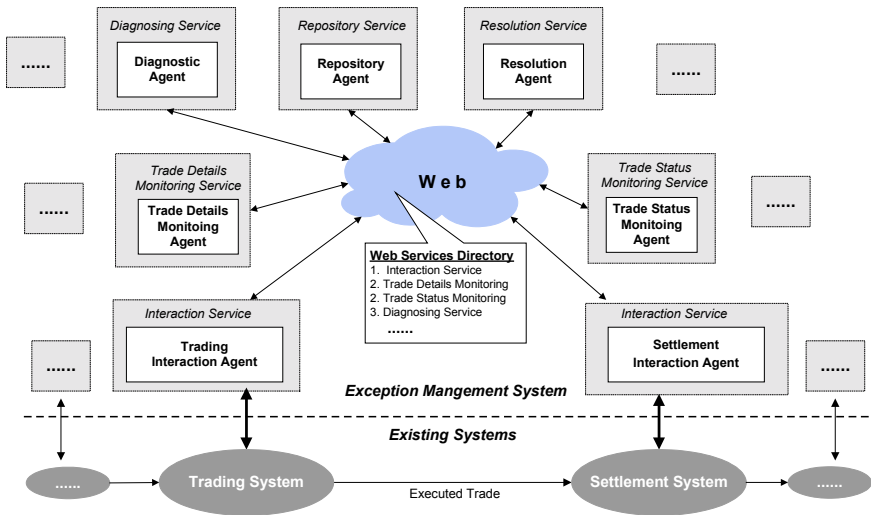 Diagnosing Service
Diagnostic
Agent
Repository Service
Repository
Agent
Resolution Service
Resolution
Agent
......
......
Trade Details
Monitoring Service
Trade Details
Monitoing
Agent
Web
Trade Status
Monitoring Service
Trade Status
Monitoing
Agent
......
......
Web Services Directory
1. Interaction Service
2. Trade Details Monitoring
2. Trade Status Monitoring
3. Diagnosing Service
......
Interaction Service
Trading
Interaction Agent
Interaction Service
Settlement
Interaction Agent
......
......
Exception Mangement System
Existing Systems
......
Trading System
Executed Trade
Settlement System
......